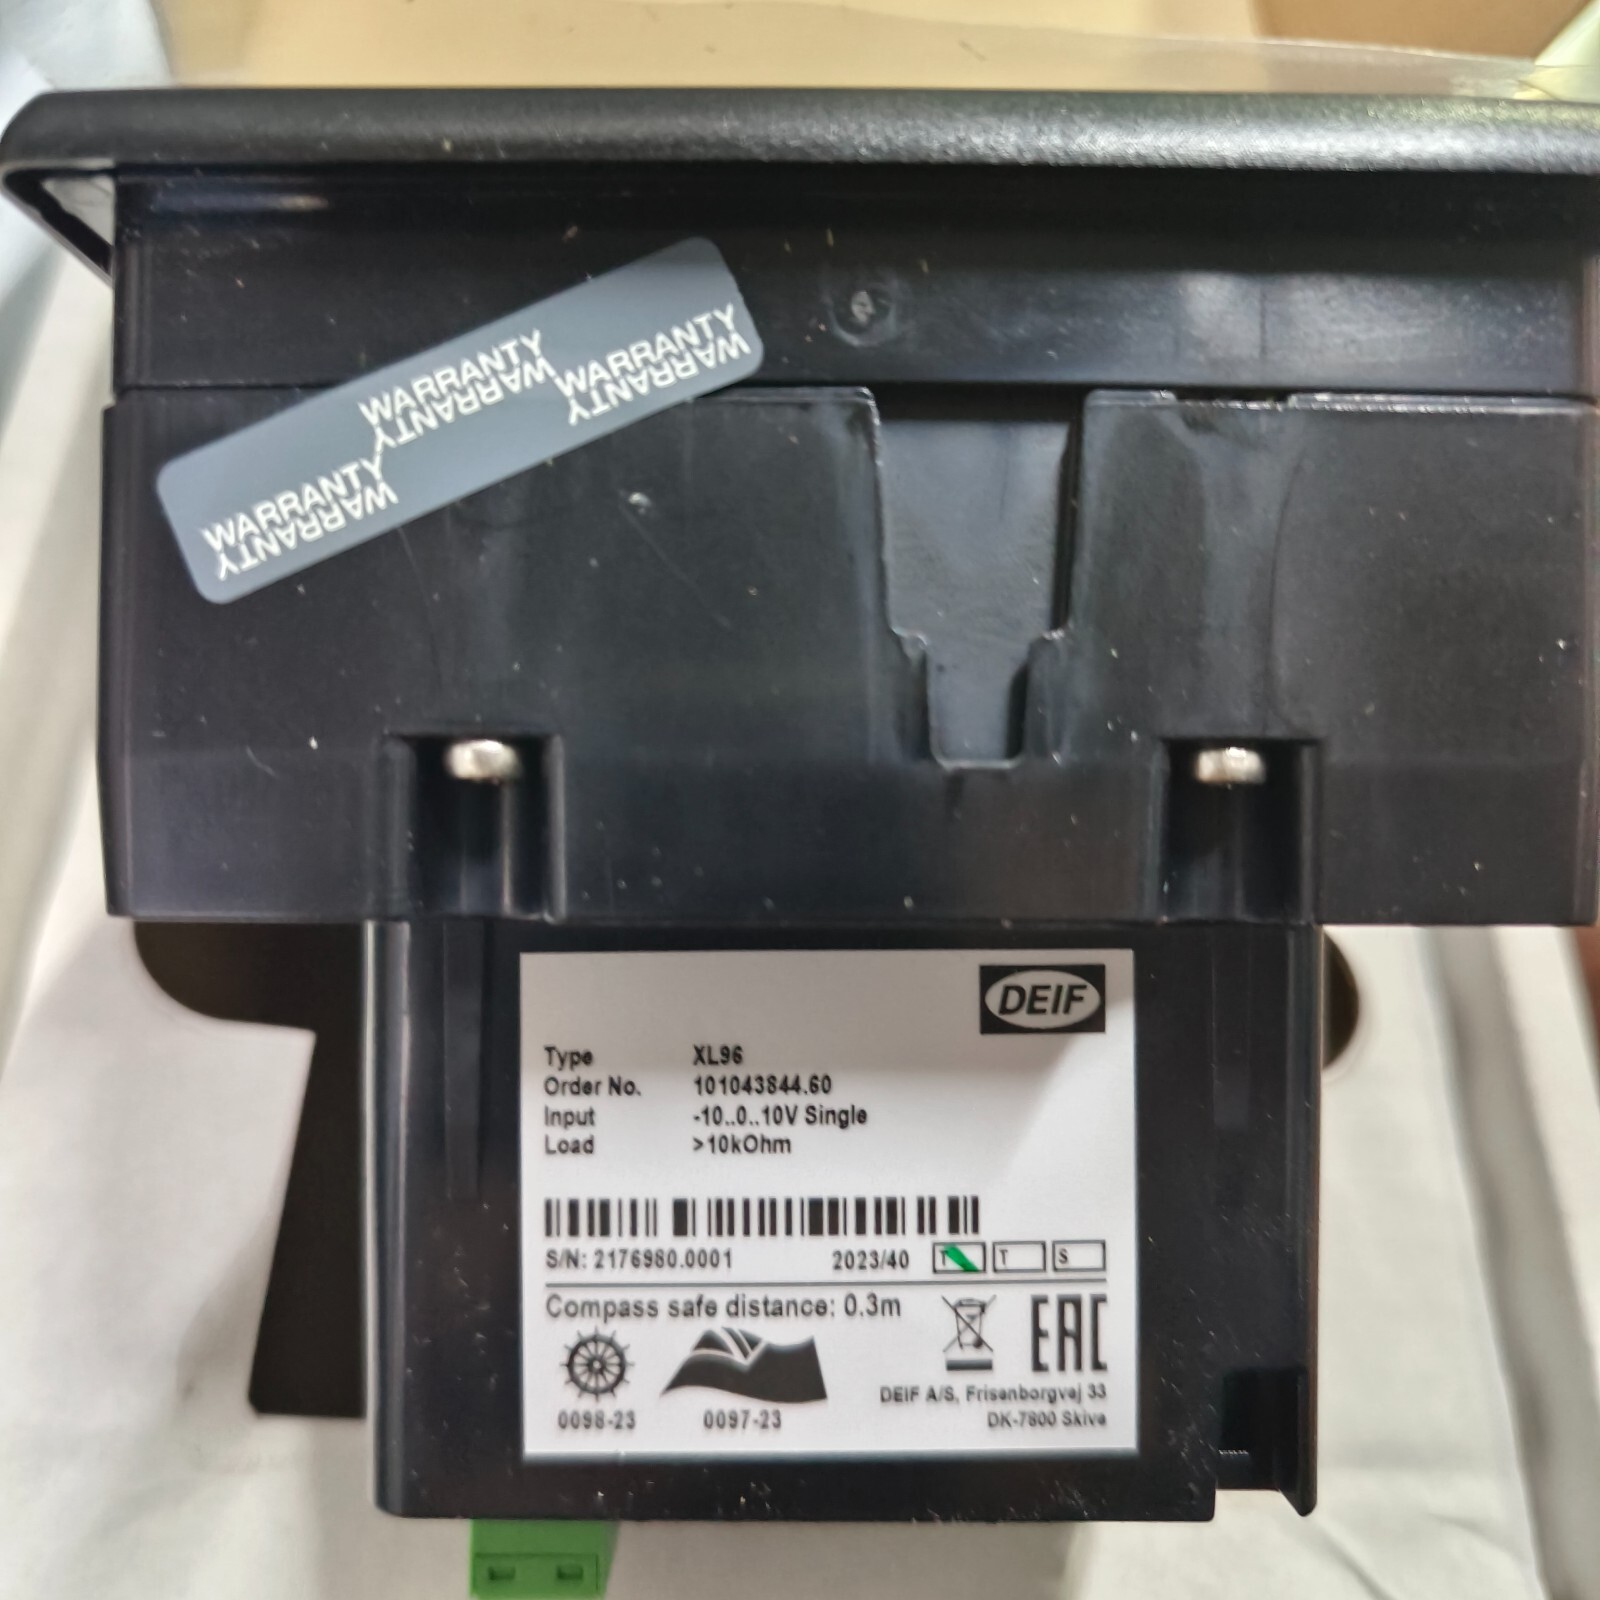 WARRANTY WARRANTY WARRANTY
WARRANTY WARRANTY WARRANTY
DEIF
Type XL96
Order No. 101043844.60
Input -10..0..10V Single
Load >10kOhm
S/N: 2176980.0001 2023/40 T T S
Compass safe distance: 0.3m
EAC
0098-23 0097-23
DEIF A/S, Frisenborgvej 33
DK-7800 Skive